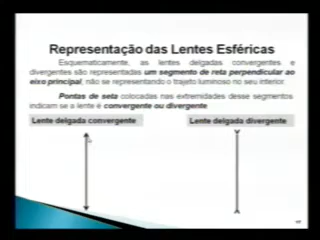 Representação das Lentes Esféricas
Esquematicamente, as lentes delgadas convergentes e
divergentes são representadas um segmento de reta perpendicular ao
eixo principal, não se representando o trajeto luminoso no seu interior.
Pontas de seta colocadas nas extremidades desse segmentos
indicam se a lente é convergente ou divergente
Lente delgada convergente
Lente delgada divergente